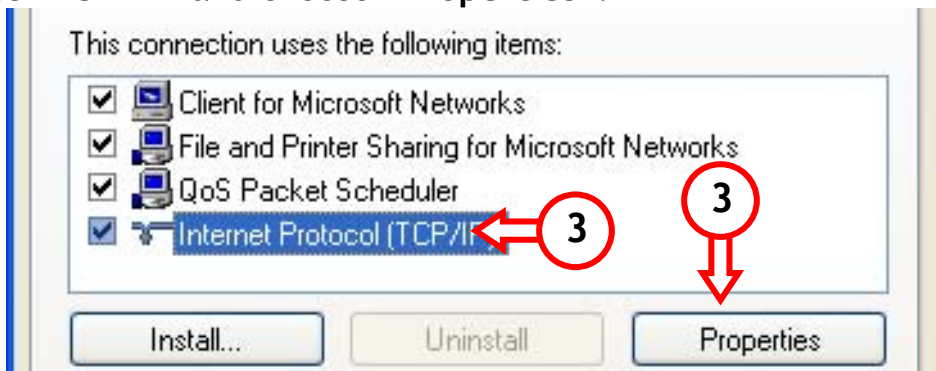 This connection uses the following items:
Client for Microsoft Networks
File and Printer Sharing for Microsoft Networks
QoS Packet Scheduler
Internet Protocol (TCP/IP)
3
3
Install...
Uninstall
Properties